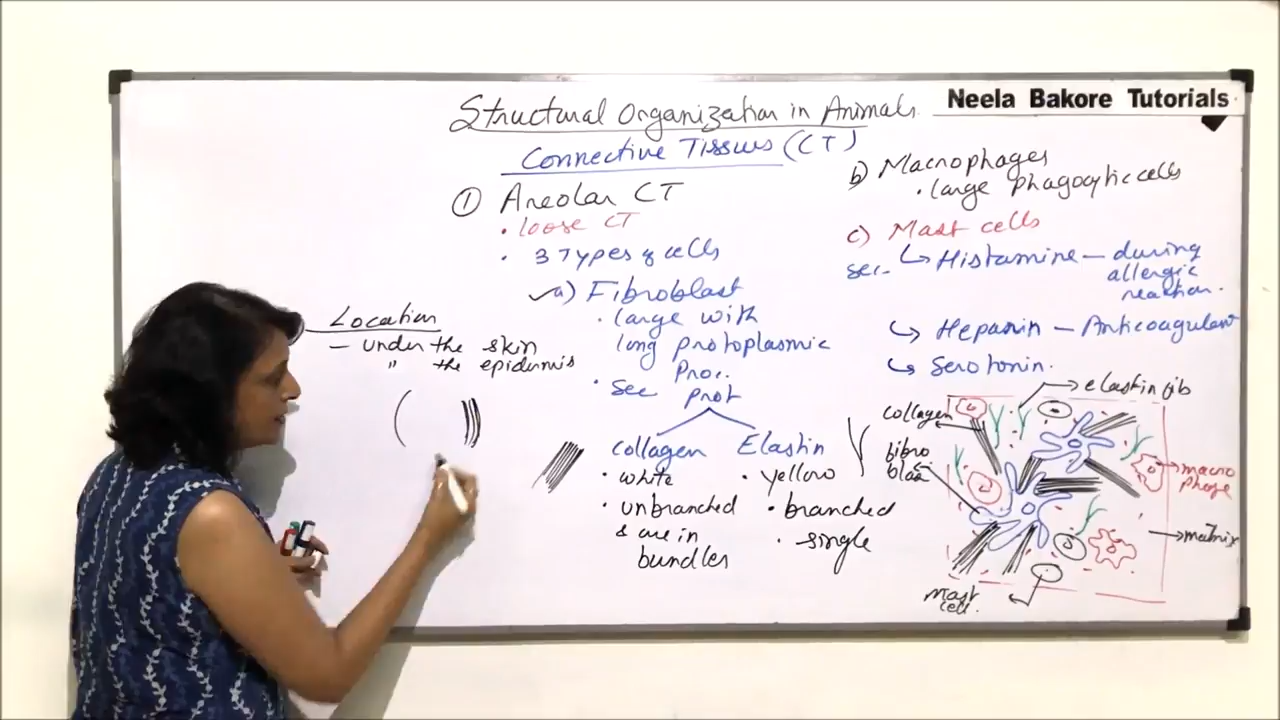 Neela Bakore Tutorials
Structural Organization in Animals
Connective Tissues (CT)
① Areolar CT
• loose CT
• 3 Types of cells
✓a) Fibroblast
• large with
long protoplasmic
Proc.
• sec prot
collagen
• white
• unbranched
& are in
bundles
Elastin
• yellow
• branched
• single
Location
– under the skin
" the epidermis
b) Macrophages
• large phagocytic cells
c) Mast cells
sec. ↳ Histamine – during
allergic
reaction.
↳ Heparin – Anticoagulant
↳ Serotonin.
→ elastin fib
collagen
fibro
blas
macro
phage
matrix
mast
cell.